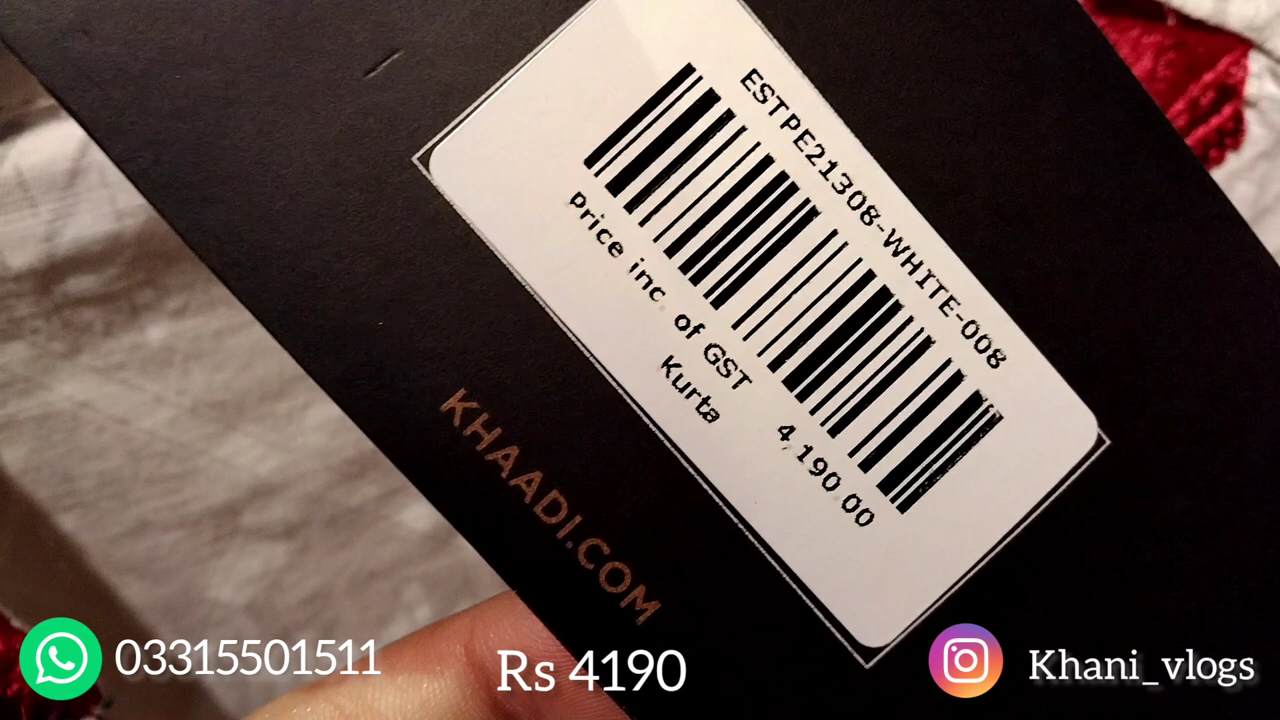 ESTPE21308-WHITE-008
Price inc. of GST 4,190.00
Kurta
KHAADI.COM
03315501511
Rs 4190
Khani_vlogs